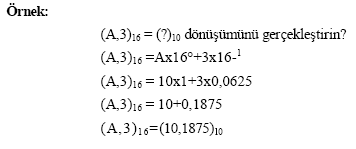 Örnek:
(A,3)₁₆ = (?)₁₀ dönüşümünü gerçekleştirin?
(A,3)₁₆ =Ax16⁰+3x16-¹
(A,3)₁₆ = 10x1+3x0,0625
(A,3)₁₆ = 10+0,1875
(A,3)₁₆=(10,1875)₁₀